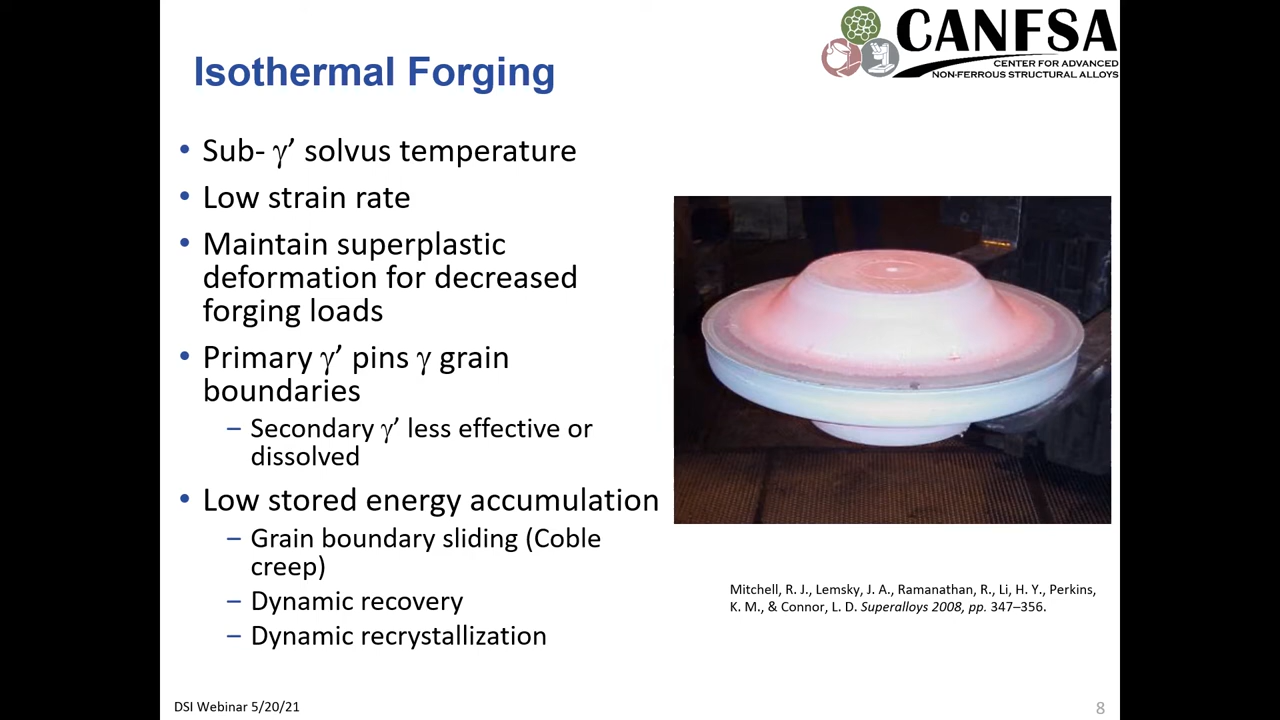 CANFSA
CENTER FOR ADVANCED
NON-FERROUS STRUCTURAL ALLOYS
Isothermal Forging
• Sub- γ’ solvus temperature
• Low strain rate
• Maintain superplastic
deformation for decreased
forging loads
• Primary γ’ pins γ grain
boundaries
– Secondary γ’ less effective or
dissolved
• Low stored energy accumulation
– Grain boundary sliding (Coble
creep)
– Dynamic recovery
– Dynamic recrystallization
Mitchell, R. J., Lemsky, J. A., Ramanathan, R., Li, H. Y., Perkins,
K. M., & Connor, L. D. Superalloys 2008, pp. 347–356.
DSI Webinar 5/20/21
8